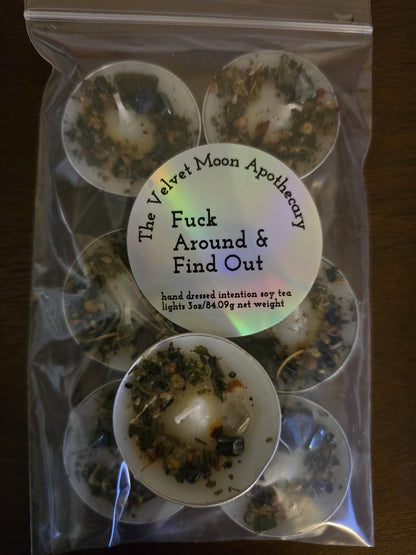 The Velvet Moon Apothecary
Fuck
Around &
Find Out
hand dressed intention soy tea
lights 3oz/84.09g net weight